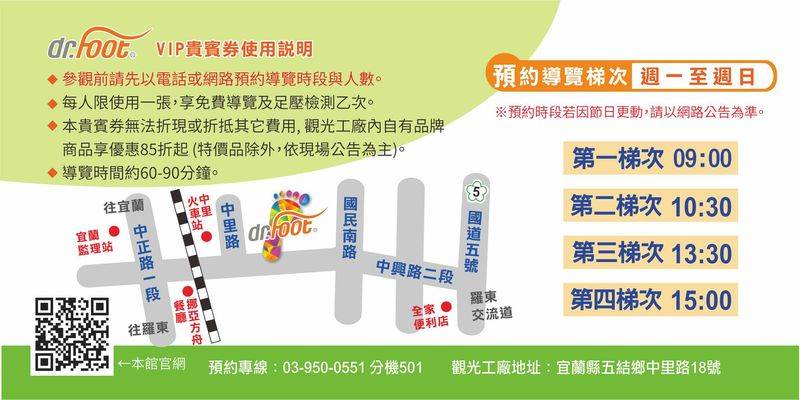 dr.Foot® VIP貴賓券使用説明
◆ 參觀前請先以電話或網路預約導覽時段與人數。
◆ 每人限使用一張,享免費導覽及足壓檢測乙次。
◆ 本貴賓券無法折現或折抵其它費用, 觀光工廠內自有品牌
商品享優惠85折起 (特價品除外,依現場公告為主)。
◆ 導覽時間約60-90分鐘。
預約導覽梯次 週一至週日
※預約時段若因節日更動,請以網路公告為準。
第一梯次 09:00
第二梯次 10:30
第三梯次 13:30
第四梯次 15:00
往宜蘭
宜蘭
監理站
中正路一段
往羅東
中里
火車站
挪亞方舟
餐廳
中里路
dr.Foot®
國民南路
中興路二段
5
國道五號
全家
便利店
羅東
交流道
←本館官網
預約專線：03-950-0551 分機501
觀光工廠地址：宜蘭縣五結鄉中里路18號